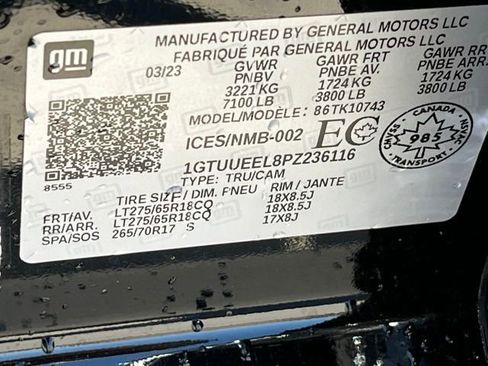 gm
MANUFACTURED BY GENERAL MOTORS LLC
FABRIQUÉ PAR GENERAL MOTORS LLC
03/23 GVWR GAWR FRT GAWR RR
PNBV PNBE AV. PNBE ARR.
3221 KG 1724 KG 1724 KG
7100 LB 3800 LB 3800 LB
MODEL/MODÈLE: 86TK10743
ICES/NMB-002 EC
CANADA
985
NSVAC
1GTUUEEL8PZ236116
8555
TYPE: TRU/CAM
TIRE SIZE / DIM. PNEU RIM / JANTE
FRT/AV. LT275/65R18CQ 18X8.5J
RR/ARR. LT275/65R18CQ 18X8.5J
SPA/SOS 265/70R17 S 17X8J